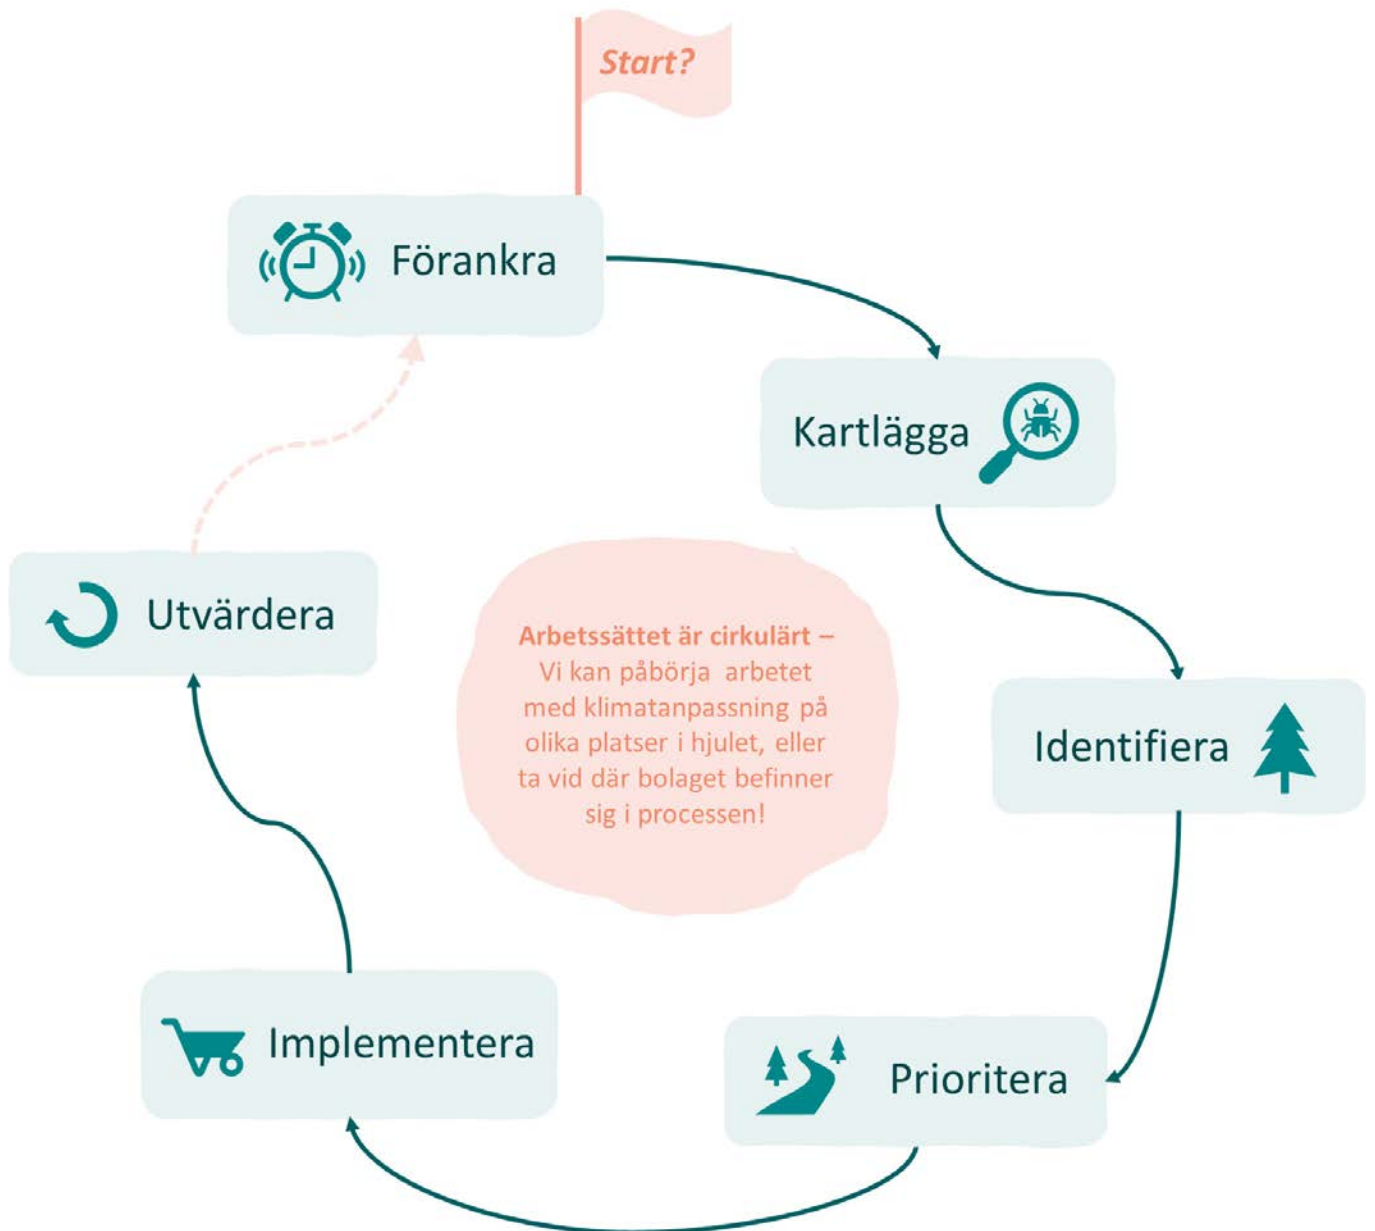 Start?
Förankra
Kartlägga
Identifiera
Prioritera
Implementera
Utvärdera
Arbetssättet är cirkulärt –
Vi kan påbörja arbetet
med klimatanpassning på
olika platser i hjulet, eller
ta vid där bolaget befinner
sig i processen!